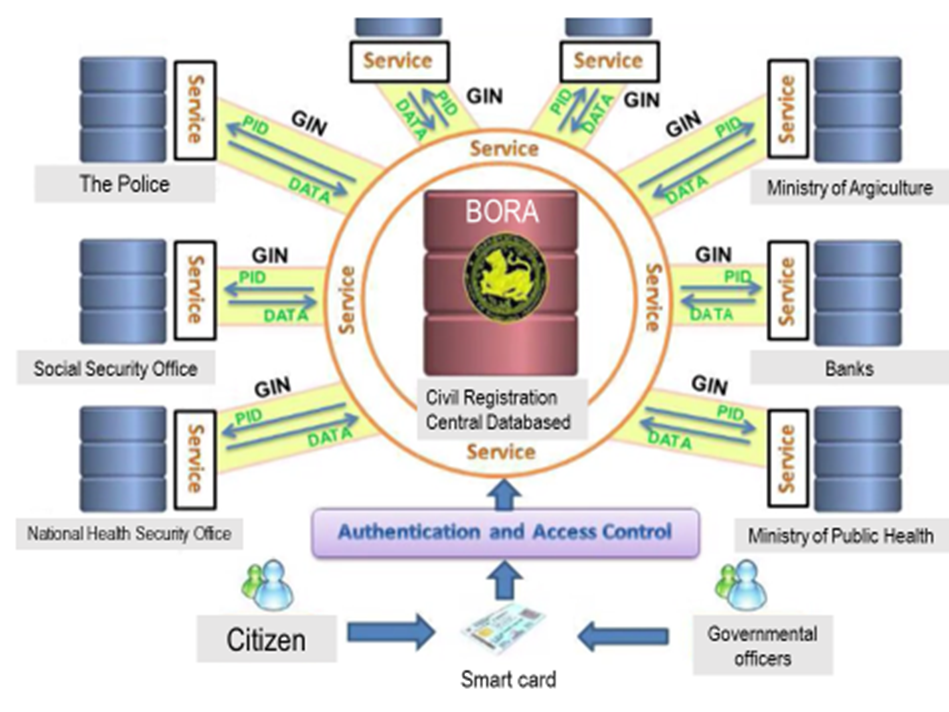 Service
Service
GIN
GIN
PID
DATA
PID
DATA
Service
PID
GIN
DATA
The Police
Service
GIN
PID
DATA
Service
Ministry of Argiculture
BORA
Service
GIN
PID
DATA
Social Security Office
Service
Service
GIN
PID
DATA
Service
Banks
Civil Registration
Central Databased
Service
Service
GIN
PID
DATA
National Health Security Office
GIN
PID
DATA
Service
Ministry of Public Health
Authentication and Access Control
Citizen
Smart card
Governmental
officers